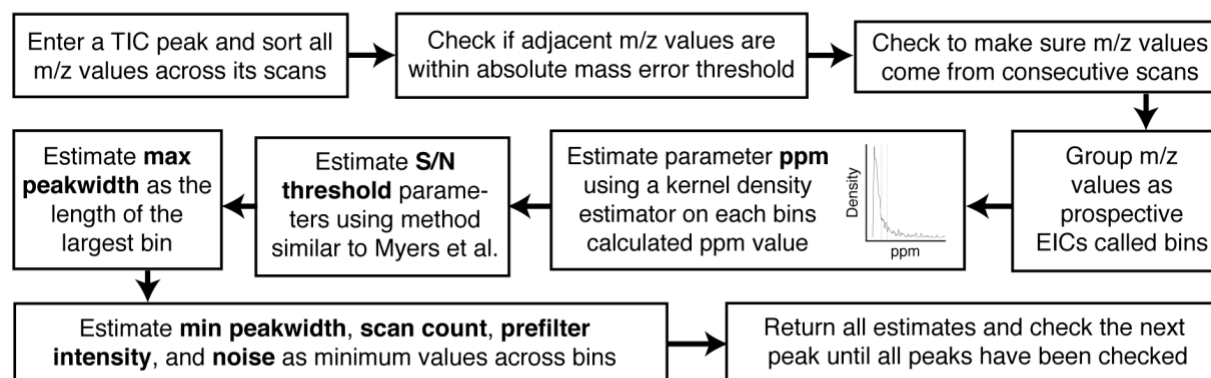 Enter a TIC peak and sort all
m/z values across its scans
Check if adjacent m/z values are
within absolute mass error threshold
Check to make sure m/z values
come from consecutive scans
Group m/z
values as
prospective
EICs called bins
Estimate parameter ppm
using a kernel density
estimator on each bins
calculated ppm value
Density
ppm
Estimate S/N
threshold parame-
ters using method
similar to Myers et al.
Estimate max
peakwidth as the
length of the
largest bin
Estimate min peakwidth, scan count, prefilter
intensity, and noise as minimum values across bins
Return all estimates and check the next
peak until all peaks have been checked